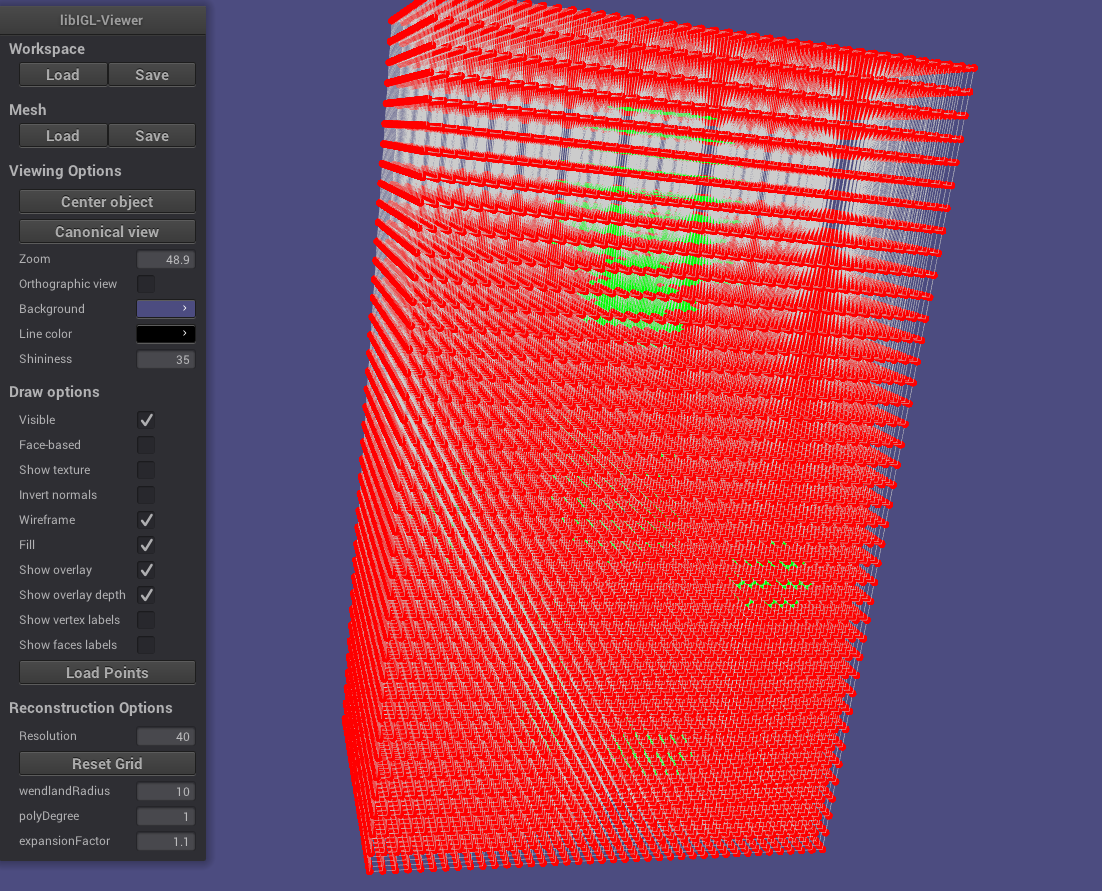 libIGL-Viewer
Workspace
Load Save
Mesh
Load Save
Viewing Options
Center object
Canonical view
Zoom 48.9
Orthographic view
Background
Line color
Shininess 35
Draw options
Visible
Face-based
Show texture
Invert normals
Wireframe
Fill
Show overlay
Show overlay depth
Show vertex labels
Show faces labels
Load Points
Reconstruction Options
Resolution 40
Reset Grid
wendlandRadius 10
polyDegree 1
expansionFactor 1.1